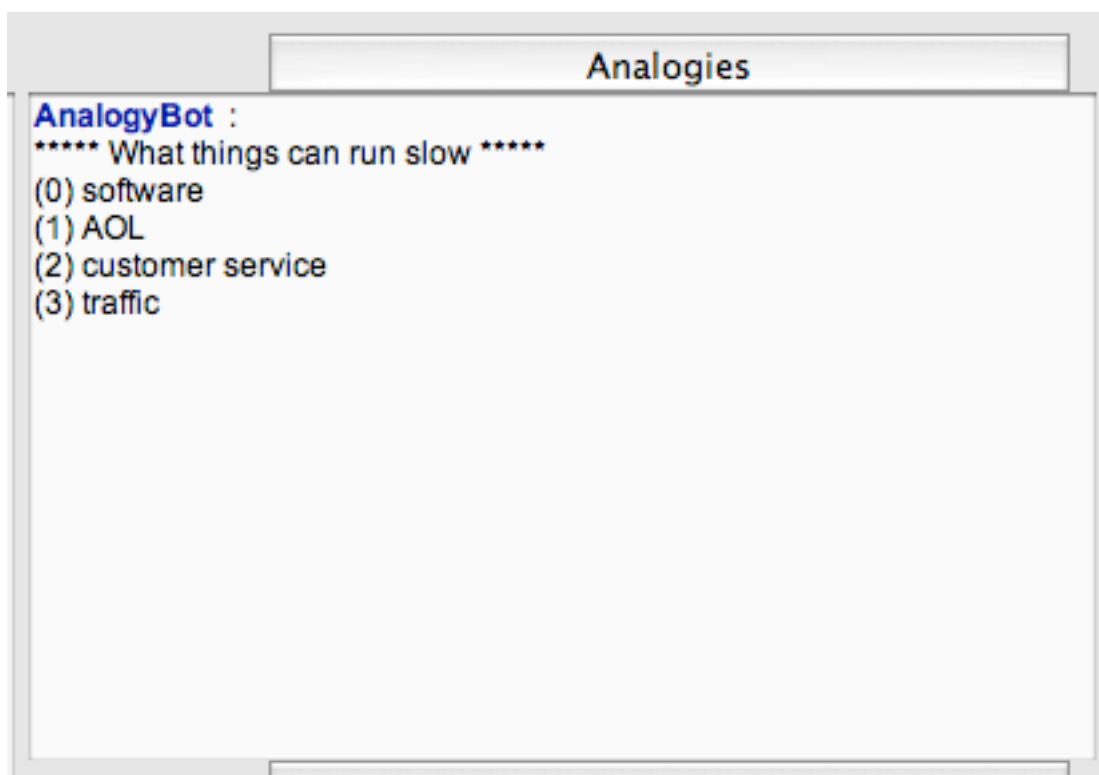 Analogies
AnalogyBot :
***** What things can run slow *****
(0) software
(1) AOL
(2) customer service
(3) traffic